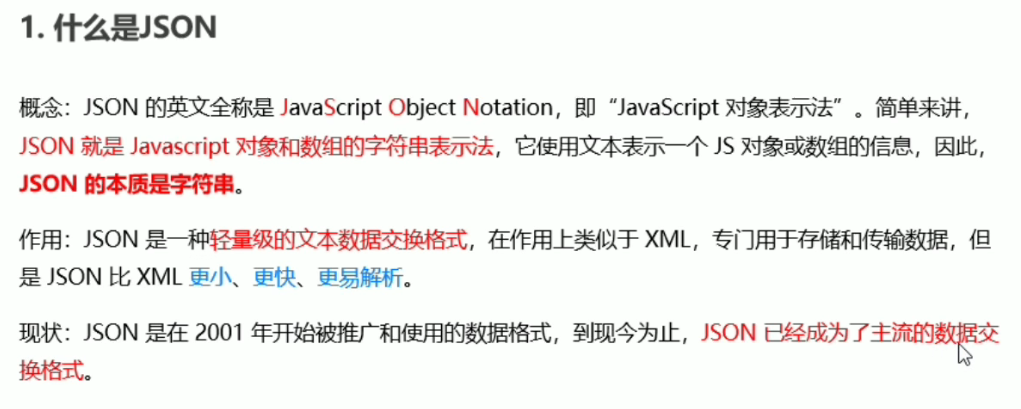 1. 什么是JSON
概念：JSON 的英文全称是 JavaScript Object Notation，即“JavaScript 对象表示法”。简单来讲，
JSON 就是 Javascript 对象和数组的字符串表示法，它使用文本表示一个 JS 对象或数组的信息，因此，
JSON 的本质是字符串。
作用：JSON 是一种轻量级的文本数据交换格式，在作用上类似于 XML，专门用于存储和传输数据，但
是 JSON 比 XML 更小、更快、更易解析。
现状：JSON 是在 2001 年开始被推广和使用的数据格式，到现今为止，JSON 已经成为了主流的数据交
换格式。